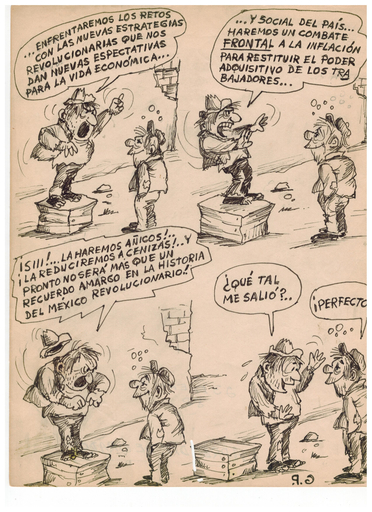 ...ENFRENTAREMOS LOS RETOS
CON LAS NUEVAS ESTRATEGIAS
REVOLUCIONARIAS QUE NOS
DAN NUEVAS ESPECTATIVAS
PARA LA VIDA ECONÓMICA...
...Y SOCIAL DEL PAÍS...
HAREMOS UN COMBATE
FRONTAL A LA INFLACIÓN
PARA RESTITUIR EL PODER
ADQUISITIVO DE LOS TRA
BAJADORES...
¡SIII!...LA HAREMOS AÑICOS!..
¡LA REDUCIREMOS A CENIZAS!..Y
PRONTO NO SERÁ MAS QUE UN
RECUERDO AMARGO EN LA HISTORIA
DEL MÉXICO REVOLUCIONARIO!
¿QUÉ TAL
ME SALIÓ?..
¡PERFECTO